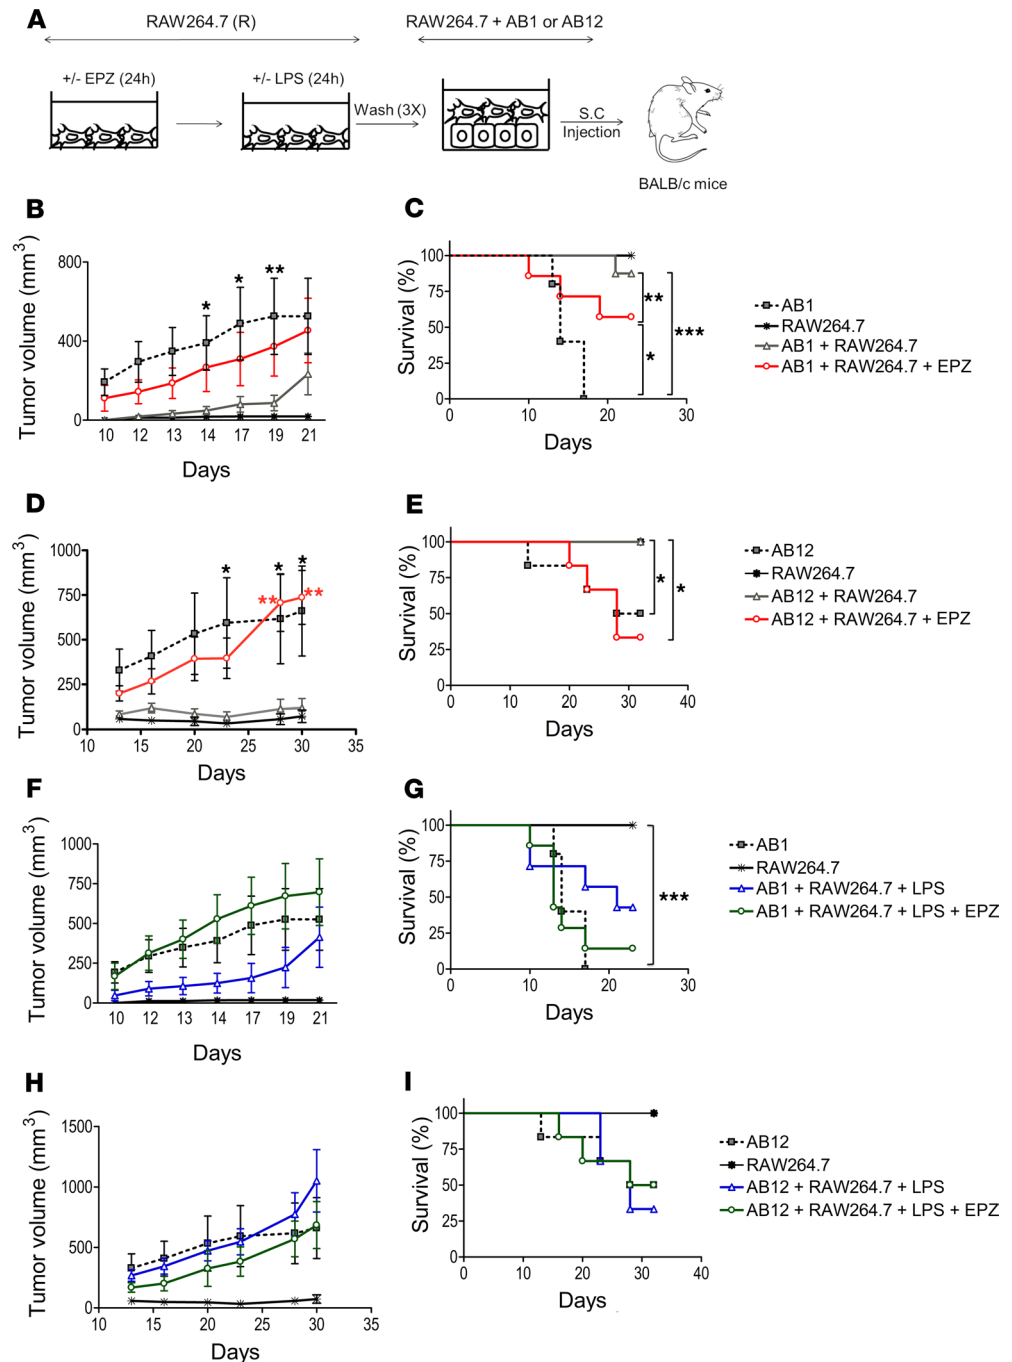 A
RAW264.7 (R)
RAW264.7 + AB1 or AB12
+/- EPZ (24h)
+/- LPS (24h)
Wash (3X)
S.C
Injection
BALB/c mice
B
Tumor volume (mm3)
800
400
0
* * **
10 12 13 14 17 19 21
Days
C
Survival (%)
100
75
50
25
0
** * ***
0 10 20 30
Days
AB1
RAW264.7
AB1 + RAW264.7
AB1 + RAW264.7 + EPZ
D
Tumor volume (mm3)
1000
750
500
250
0
* * *
** **
10 15 20 25 30 35
Days
E
Survival (%)
100
75
50
25
0
* *
0 10 20 30 40
Days
AB12
RAW264.7
AB12 + RAW264.7
AB12 + RAW264.7 + EPZ
F
Tumor volume (mm3)
1000
750
500
250
0
10 12 13 14 17 19 21
Days
G
Survival (%)
100
75
50
25
0
***
0 10 20 30
Days
AB1
RAW264.7
AB1 + RAW264.7 + LPS
AB1 + RAW264.7 + LPS + EPZ
H
Tumor volume (mm3)
1500
1000
500
0
10 15 20 25 30 35
Days
I
Survival (%)
100
75
50
25
0
0 10 20 30 40
Days
AB12
RAW264.7
AB12 + RAW264.7 + LPS
AB12 + RAW264.7 + LPS + EPZ